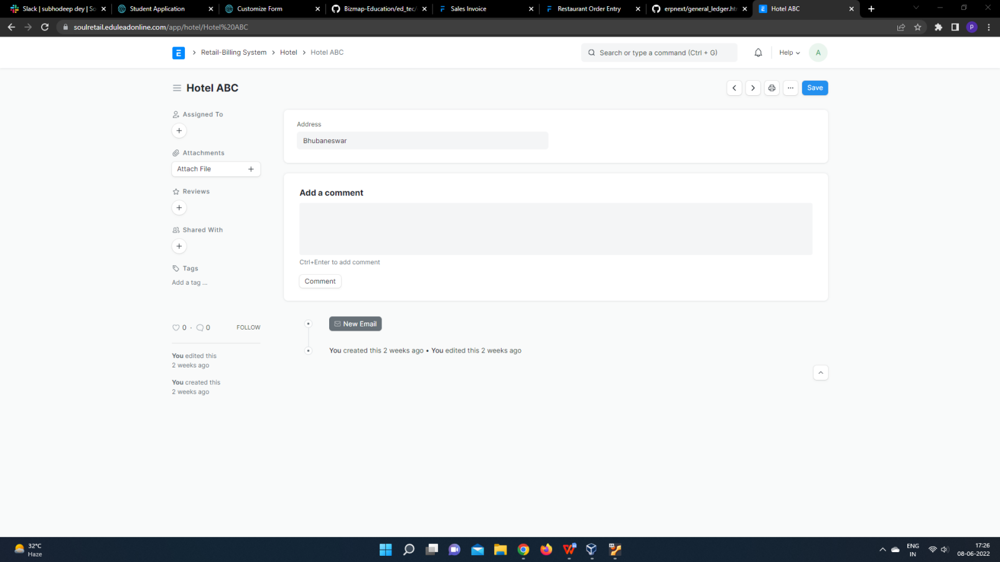 Slack | subhodeep dey | So
Student Application
Customize Form
Bizmap-Education/ed_tec/
Sales Invoice
Restaurant Order Entry
erpnext/general_ledger.htm
Hotel ABC
soulretail.eduleadonline.com/app/hotel/Hotel%20ABC
P
E
Retail-Billing System
Hotel
Hotel ABC
Search or type a command (Ctrl + G)
Help
A
Hotel ABC
Save
Assigned To
Attachments
Attach File
Reviews
Shared With
Tags
Add a tag ...
0 · 0
FOLLOW
You edited this
2 weeks ago
You created this
2 weeks ago
Address
Bhubaneswar
Add a comment
Ctrl+Enter to add comment
Comment
New Email
You created this 2 weeks ago • You edited this 2 weeks ago
32°C
Haze
ENG
IN
17:26
08-06-2022